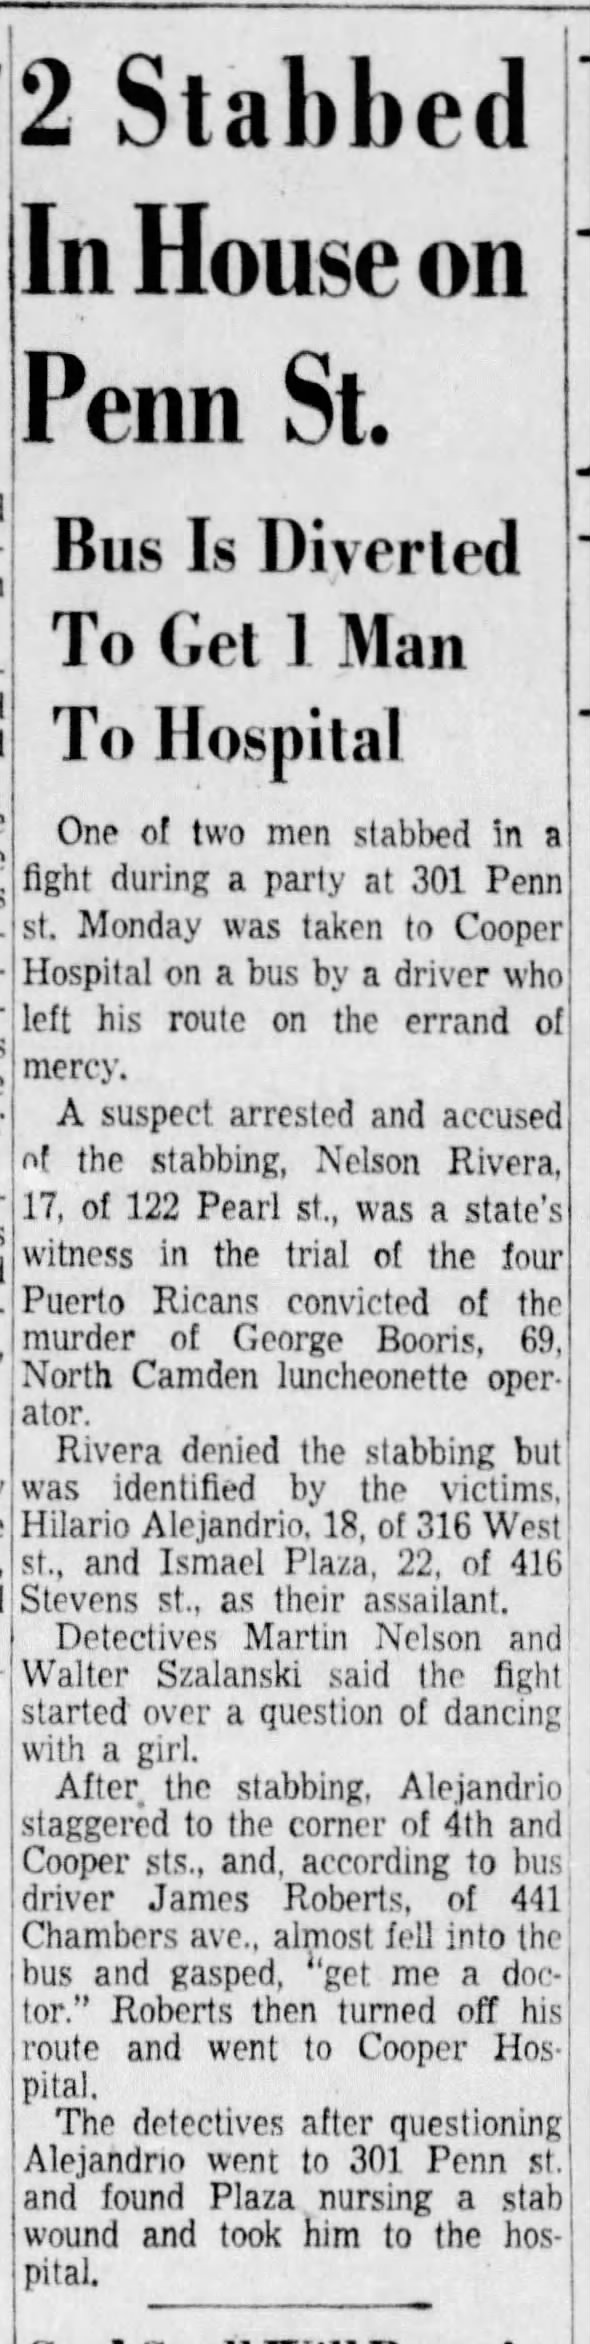 2 Stabbed
In House on
Penn St.
Bus Is Diverted
To Get 1 Man
To Hospital
One of two men stabbed in a
fight during a party at 301 Penn
st. Monday was taken to Cooper
Hospital on a bus by a driver who
left his route on the errand of
mercy.
A suspect arrested and accused
of the stabbing, Nelson Rivera,
17, of 122 Pearl st., was a state's
witness in the trial of the four
Puerto Ricans convicted of the
murder of George Booris, 69,
North Camden luncheonette oper-
ator.
Rivera denied the stabbing but
was identified by the victims,
Hilario Alejandrio, 18, of 316 West
st., and Ismael Plaza, 22, of 416
Stevens st., as their assailant.
Detectives Martin Nelson and
Walter Szalanski said the fight
started over a question of dancing
with a girl.
After the stabbing, Alejandrio
staggered to the corner of 4th and
Cooper sts., and, according to bus
driver James Roberts, of 441
Chambers ave., almost fell into the
bus and gasped, "get me a doc-
tor." Roberts then turned off his
route and went to Cooper Hos-
pital.
The detectives after questioning
Alejandrio went to 301 Penn st.
and found Plaza nursing a stab
wound and took him to the hos-
pital.